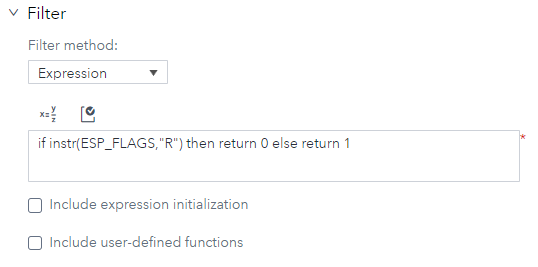 Filter
Filter method:
Expression
x= y/z
if instr(ESP_FLAGS,"R") then return 0 else return 1
*
Include expression initialization
Include user-defined functions